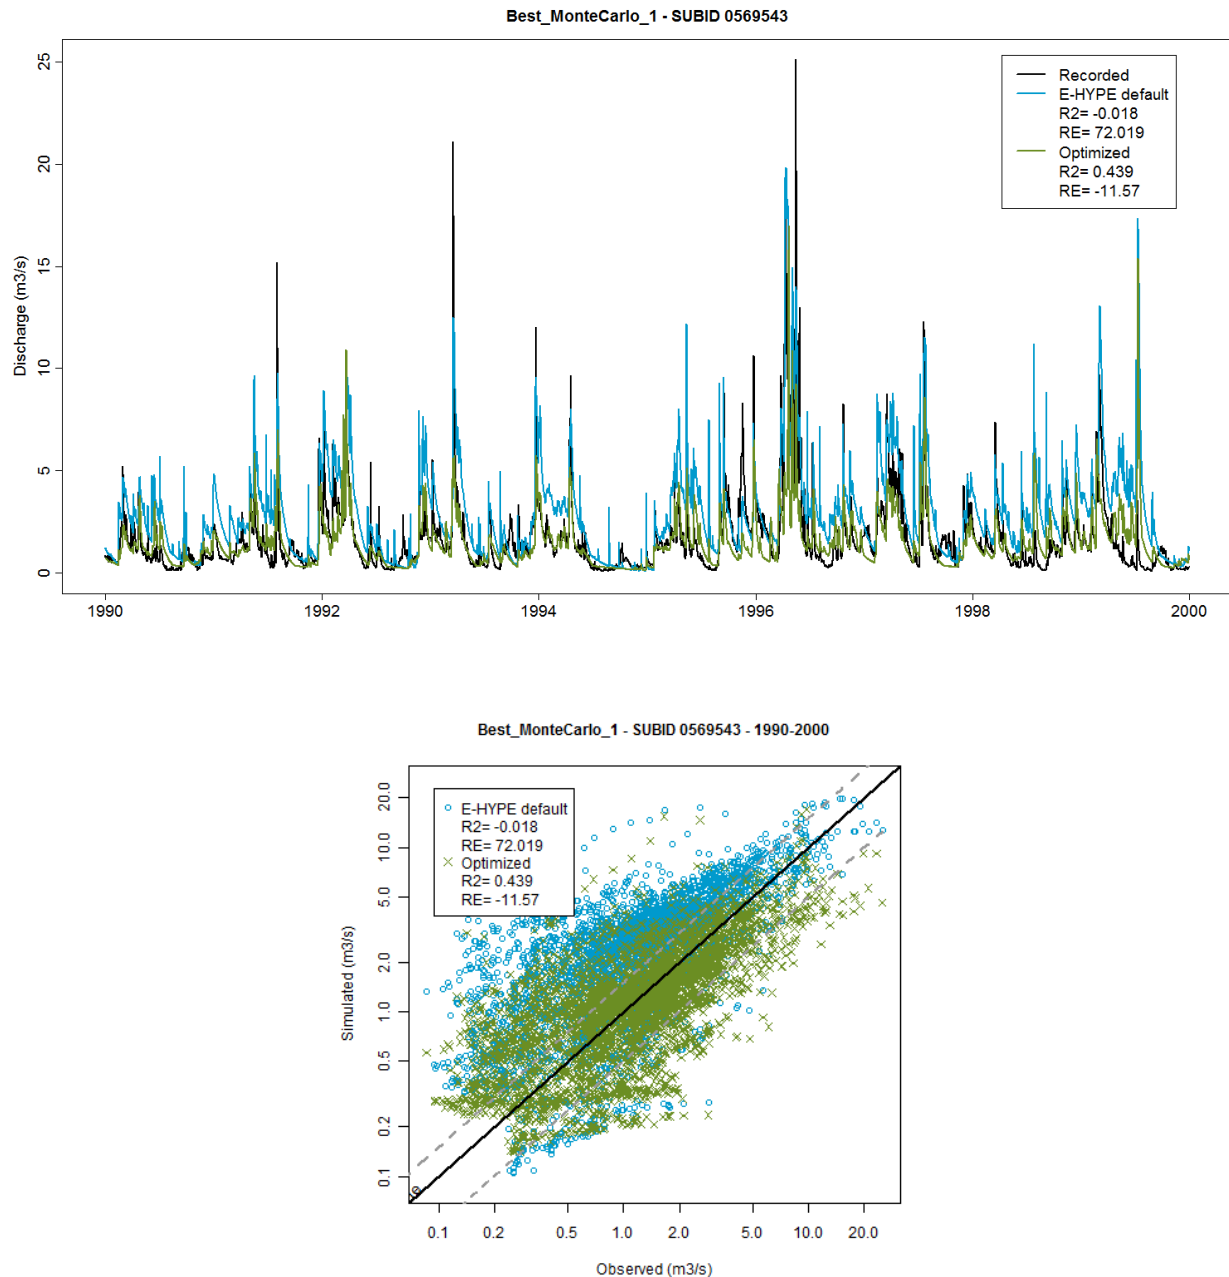 Best_MonteCarlo_1 - SUBID 0569543
Recorded
E-HYPE default
R2= -0.018
RE= 72.019
Optimized
R2= 0.439
RE= -11.57
Discharge (m3/s)
25
20
15
10
5
0
1990 1992 1994 1996 1998 2000
Best_MonteCarlo_1 - SUBID 0569543 - 1990-2000
E-HYPE default
R2= -0.018
RE= 72.019
Optimized
R2= 0.439
RE= -11.57
Simulated (m3/s)
20.0
10.0
5.0
2.0
1.0
0.5
0.2
0.1
0.1 0.2 0.5 1.0 2.0 5.0 10.0 20.0
Observed (m3/s)